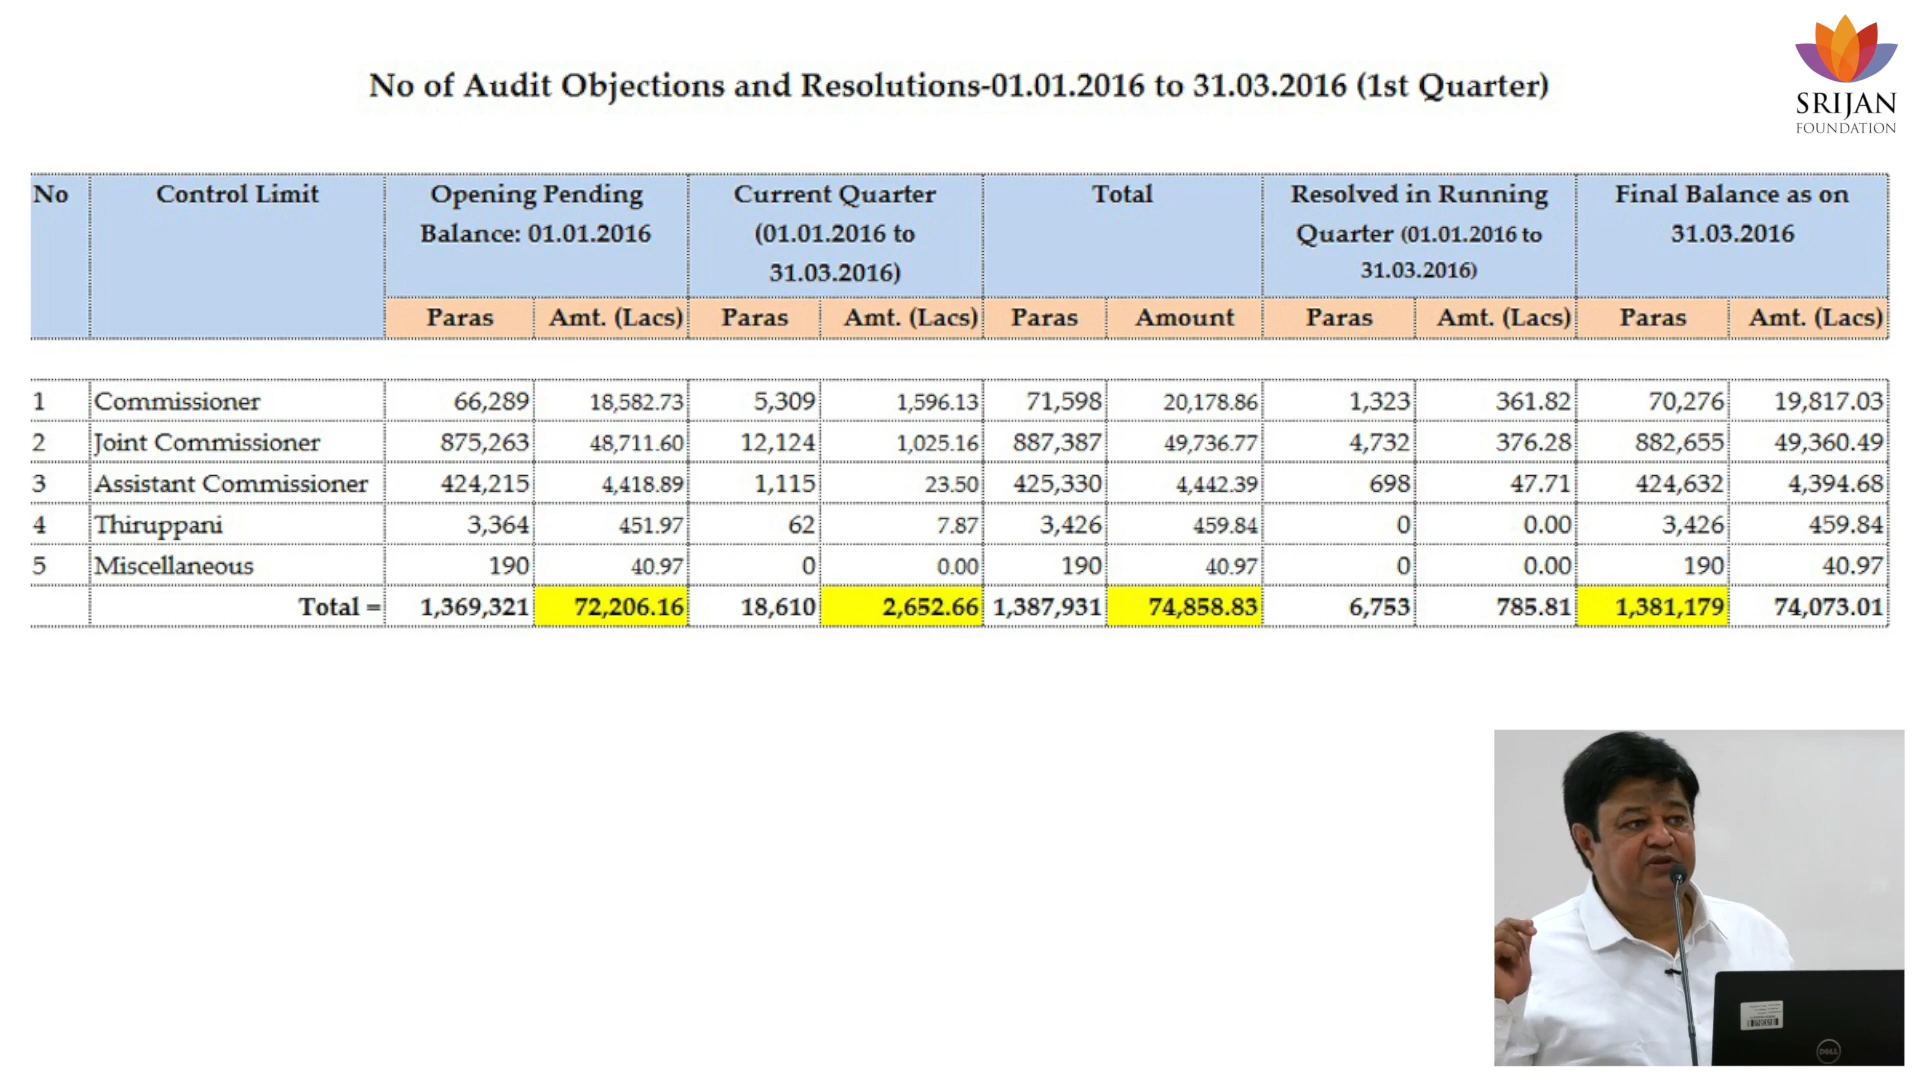 No of Audit Objections and Resolutions-01.01.2016 to 31.03.2016 (1st Quarter)
SRIJAN
FOUNDATION
No Control Limit Opening Pending Balance: 01.01.2016 Current Quarter (01.01.2016 to 31.03.2016) Total Resolved in Running Quarter (01.01.2016 to 31.03.2016) Final Balance as on 31.03.2016
Paras Amt. (Lacs) Paras Amt. (Lacs) Paras Amount Paras Amt. (Lacs) Paras Amt. (Lacs)
1 Commissioner 66,289 18,582.73 5,309 1,596.13 71,598 20,178.86 1,323 361.82 70,276 19,817.03
2 Joint Commissioner 875,263 48,711.60 12,124 1,025.16 887,387 49,736.77 4,732 376.28 882,655 49,360.49
3 Assistant Commissioner 424,215 4,418.89 1,115 23.50 425,330 4,442.39 698 47.71 424,632 4,394.68
4 Thiruppani 3,364 451.97 62 7.87 3,426 459.84 0 0.00 3,426 459.84
5 Miscellaneous 190 40.97 0 0.00 190 40.97 0 0.00 190 40.97
Total = 1,369,321 72,206.16 18,610 2,652.66 1,387,931 74,858.83 6,753 785.81 1,381,179 74,073.01
DELL